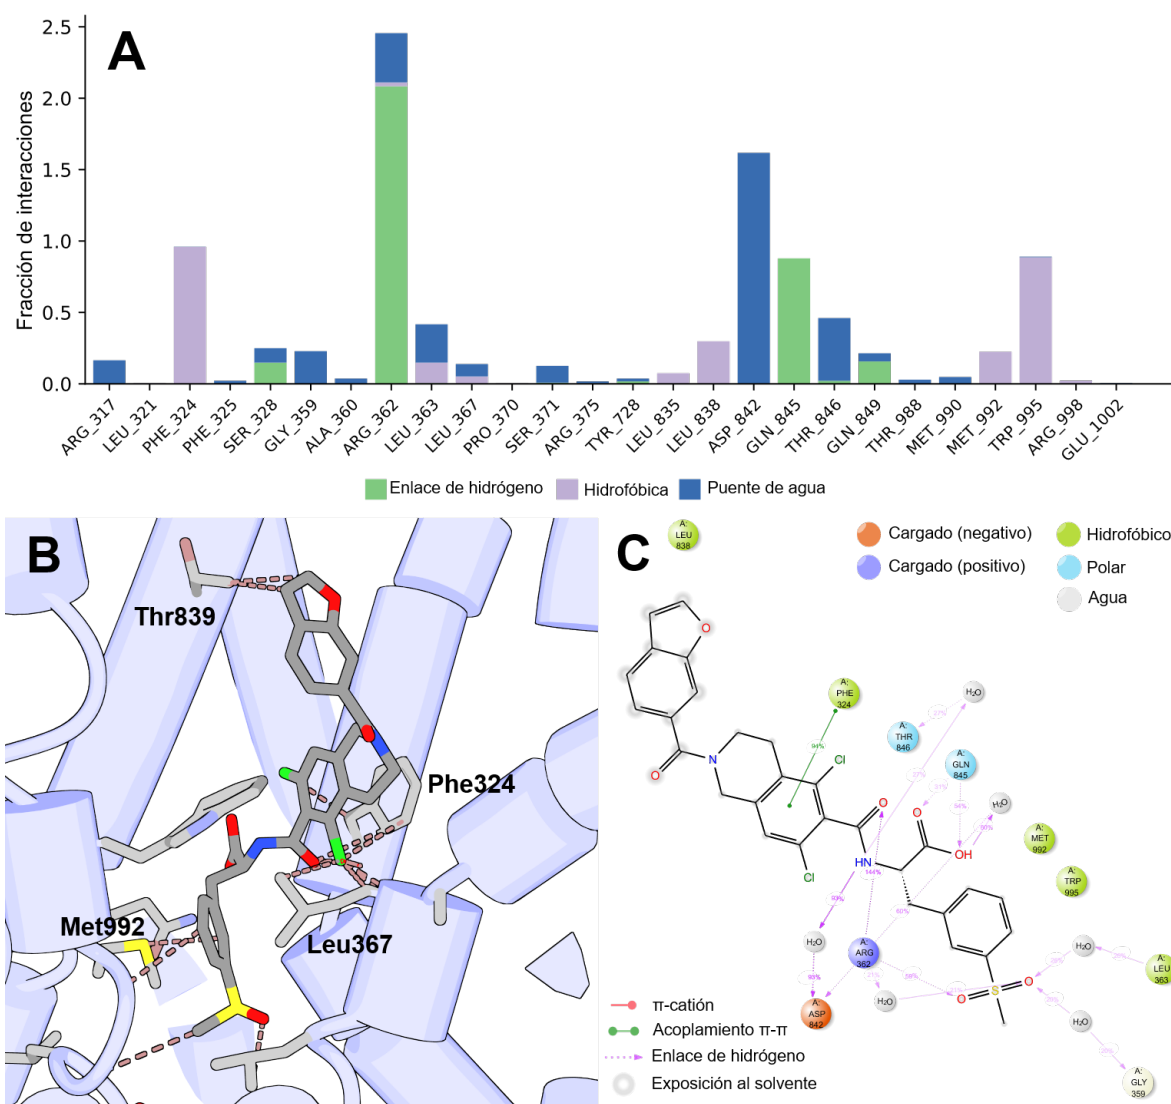 A
Fracción de interacciones
2.5
2.0
1.5
1.0
0.5
0.0
ARG_317
LEU_321
PHE_324
PHE_325
SER_328
GLY_359
ALA_360
ARG_362
LEU_363
LEU_367
PRO_370
SER_371
ARG_375
TYR_728
LEU_835
LEU_838
ASP_842
GLN_845
THR_846
GLN_849
THR_988
MET_990
MET_992
TRP_995
ARG_998
GLU_1002
Enlace de hidrógeno
Hidrofóbica
Puente de agua
B
Thr839
Phe324
Met992
Leu367
C
Cargado (negativo)
Cargado (positivo)
Hidrofóbico
Polar
Agua
A:
LEU
838
O
A:
PHE
324
94%
H₂O
27%
A:
THR
846
A:
GLN
845
H₂O
O
N
Cl
O
O
OH
HN
144%
Cl
A:
MET
992
A:
TRP
995
60%
H₂O
93%
A:
ARG
362
H₂O
A:
ASP
842
O
S
O
H₂O
A:
LEU
363
H₂O
A:
GLY
359
π-catión
Acoplamiento π-π
Enlace de hidrógeno
Exposición al solvente